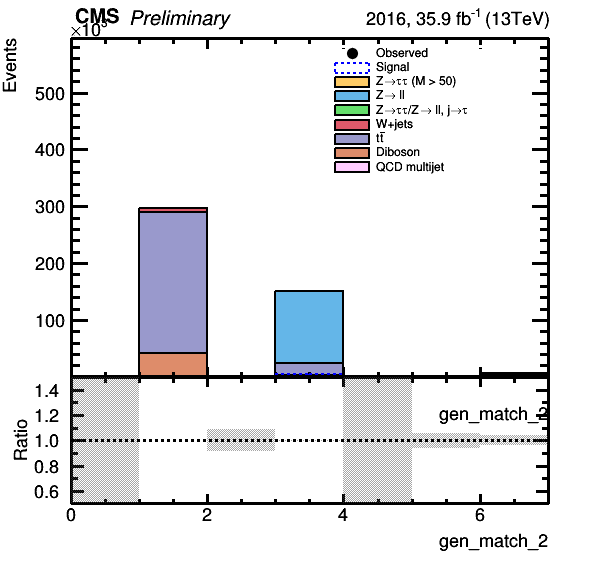 CMS Preliminary 2016, 35.9 fb⁻¹ (13TeV)
×10³
Events
500
400
300
200
100
Observed
Signal
Z→ττ (M > 50)
Z→ ll
Z→ττ/Z→ ll, j→τ
W+jets
tt̄
Diboson
QCD multijet
gen_match_2
Ratio
1.4
1.2
1.0
0.8
0.6
0 2 4 6
gen_match_2